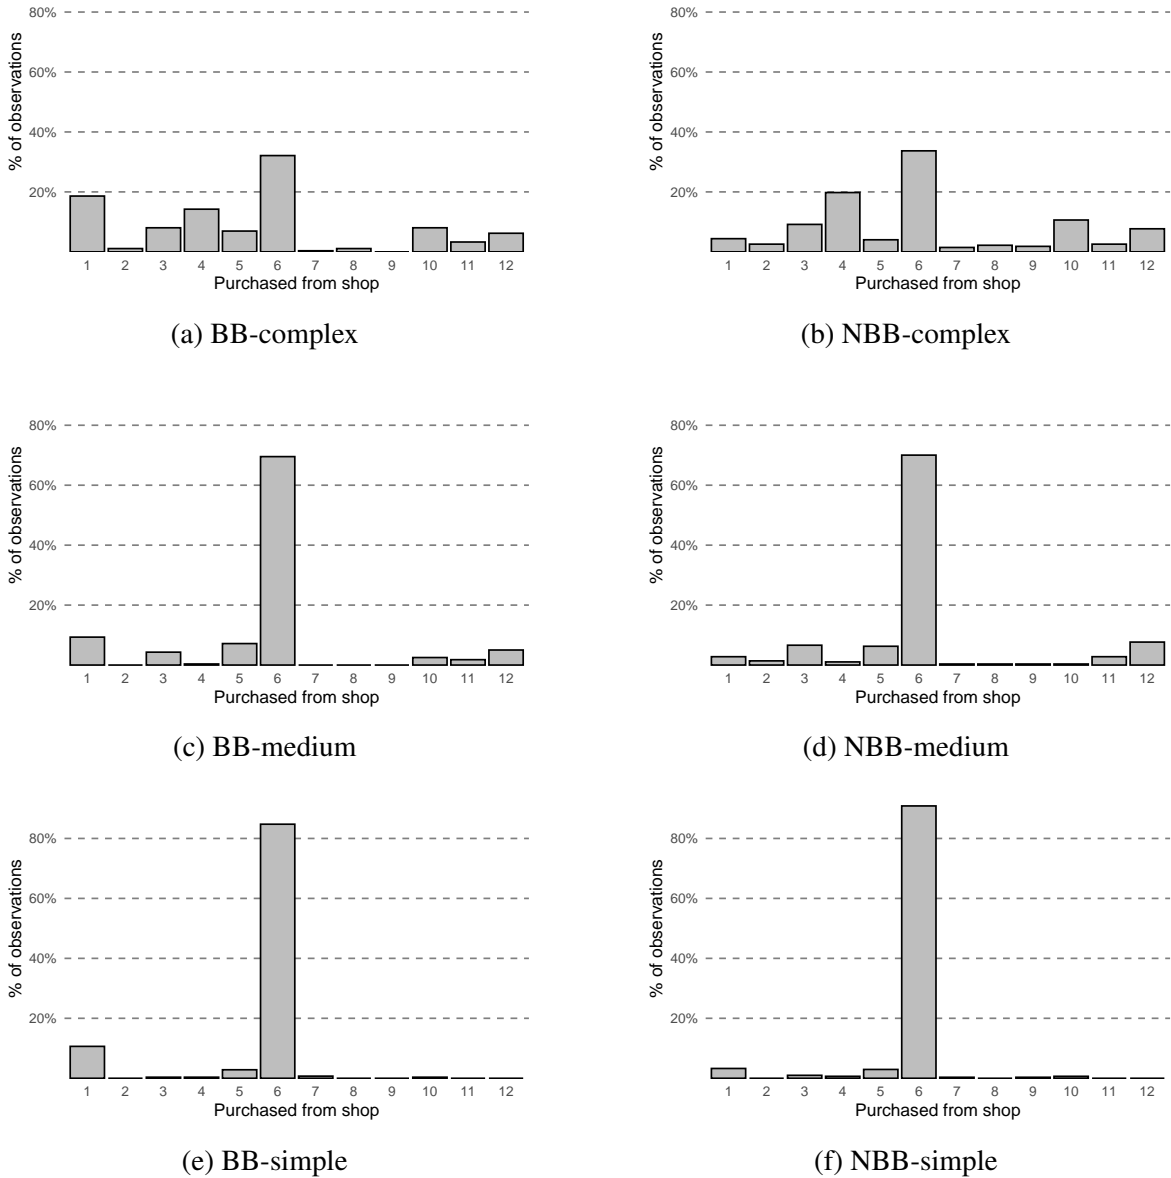 80%
60%
40%
20%
% of observations
1 2 3 4 5 6 7 8 9 10 11 12
Purchased from shop
(a) BB-complex
80%
60%
40%
20%
% of observations
1 2 3 4 5 6 7 8 9 10 11 12
Purchased from shop
(b) NBB-complex
80%
60%
40%
20%
% of observations
1 2 3 4 5 6 7 8 9 10 11 12
Purchased from shop
(c) BB-medium
80%
60%
40%
20%
% of observations
1 2 3 4 5 6 7 8 9 10 11 12
Purchased from shop
(d) NBB-medium
80%
60%
40%
20%
% of observations
1 2 3 4 5 6 7 8 9 10 11 12
Purchased from shop
(e) BB-simple
80%
60%
40%
20%
% of observations
1 2 3 4 5 6 7 8 9 10 11 12
Purchased from shop
(f) NBB-simple